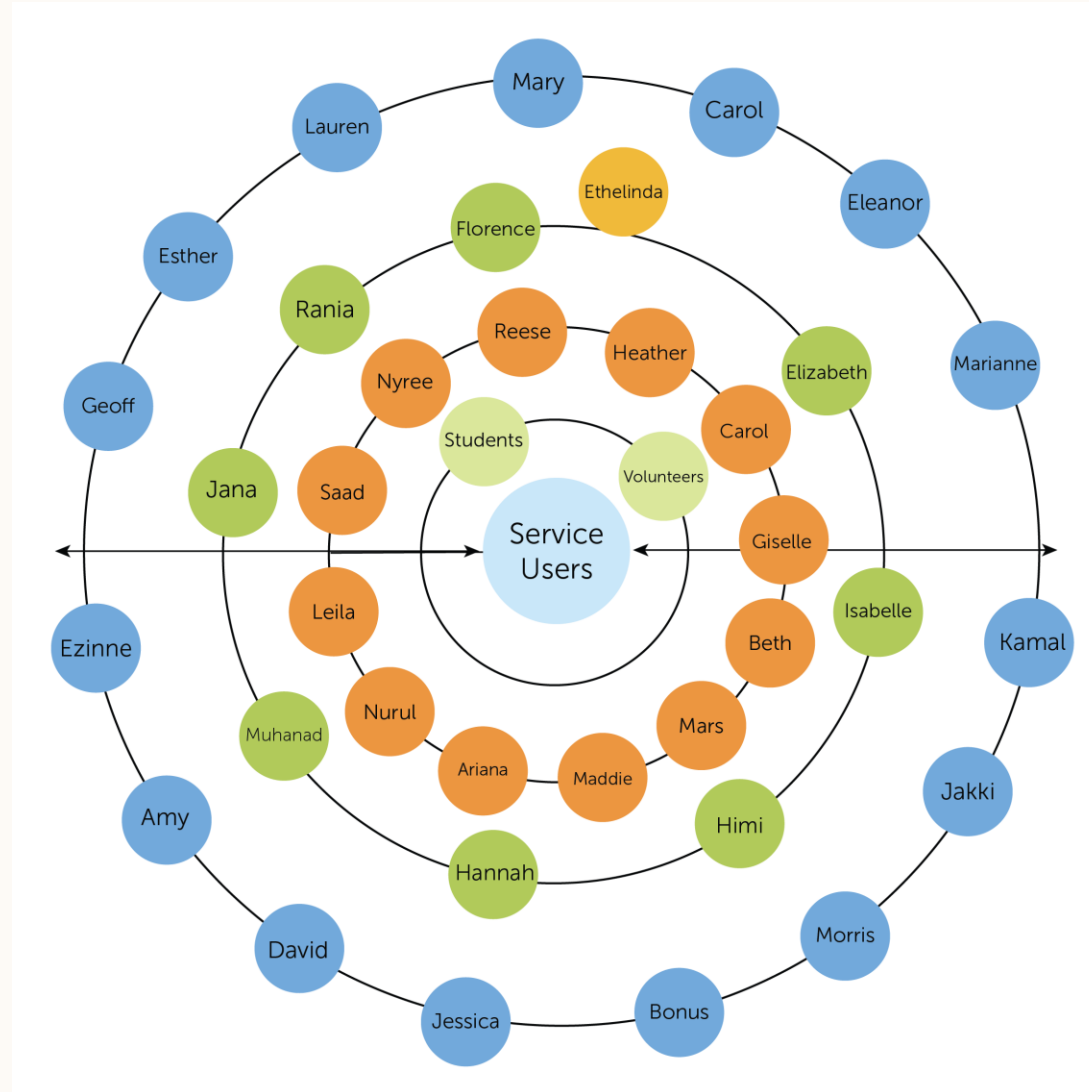 Mary
Carol
Lauren
Ethelinda
Eleanor
Florence
Esther
Rania
Reese
Heather
Marianne
Elizabeth
Nyree
Geoff
Carol
Students
Volunteers
Jana
Saad
Service
Users
Giselle
Leila
Isabelle
Ezinne
Beth
Kamal
Nurul
Mars
Muhanad
Ariana
Maddie
Jakki
Amy
Himi
Hannah
David
Morris
Jessica
Bonus